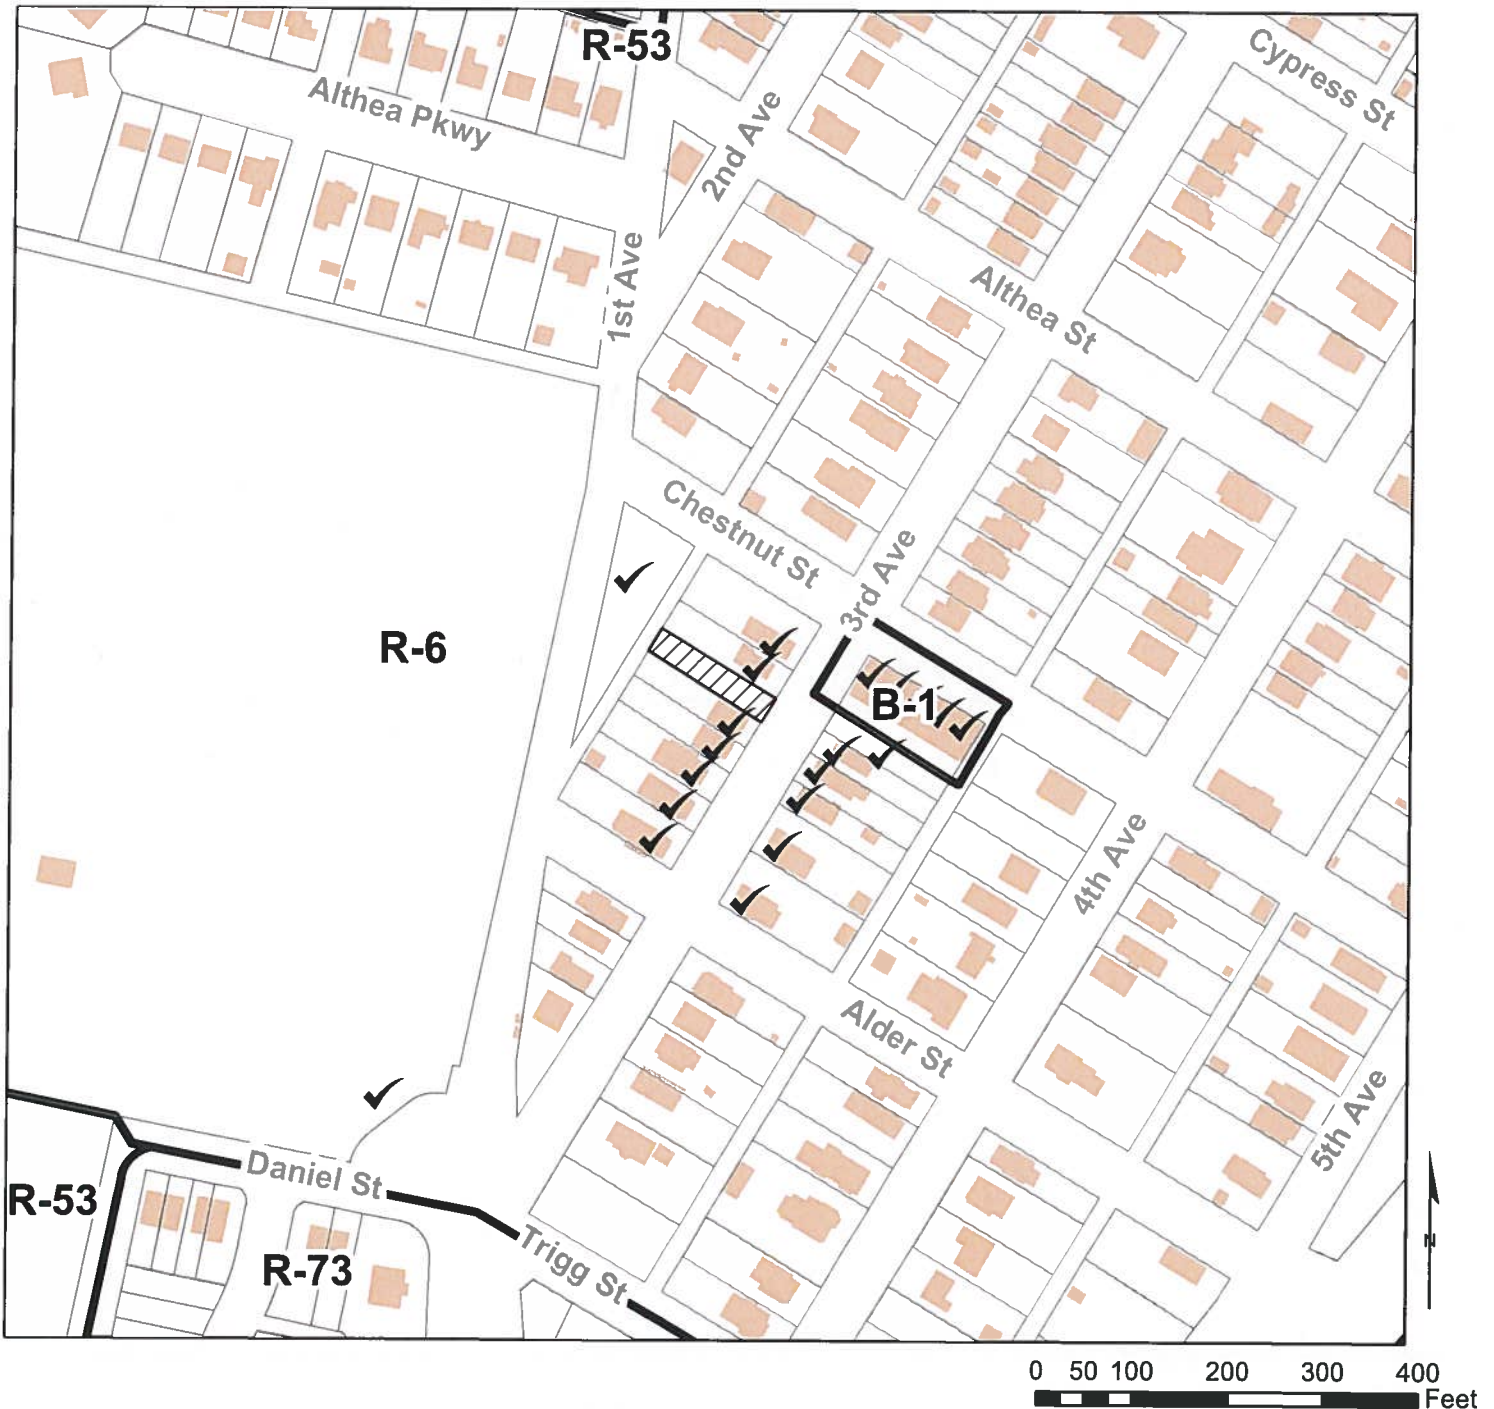 R-53
Cypress St
Althea Pkwy
2nd Ave
1st Ave
Althea St
Chestnut St
3rd Ave
R-6
B-1
4th Ave
Alder St
5th Ave
Daniel St
R-53
R-73
Trigg St
N
0 50 100 200 300 400
Feet